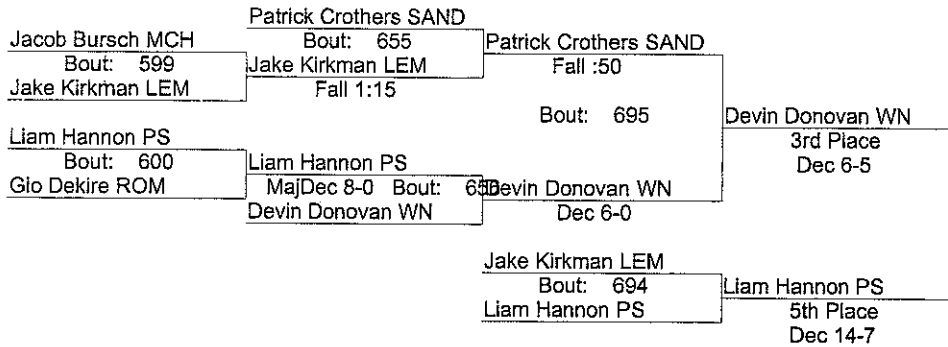 Patrick Crothers SAND
Jacob Bursch MCH
Bout: 655
Patrick Crothers SAND
Bout: 599
Jake Kirkman LEM
Fall :50
Jake Kirkman LEM
Fall 1:15
Bout: 695
Devin Donovan WN
3rd Place
Dec 6-5
Liam Hannon PS
Bout: 600
Liam Hannon PS
Gio Dekire ROM
MajDec 8-0 Bout:
Devin Donovan WN
Devin Donovan WN
Dec 6-0
Jake Kirkman LEM
Bout: 694
Liam Hannon PS
Liam Hannon PS
5th Place
Dec 14-7